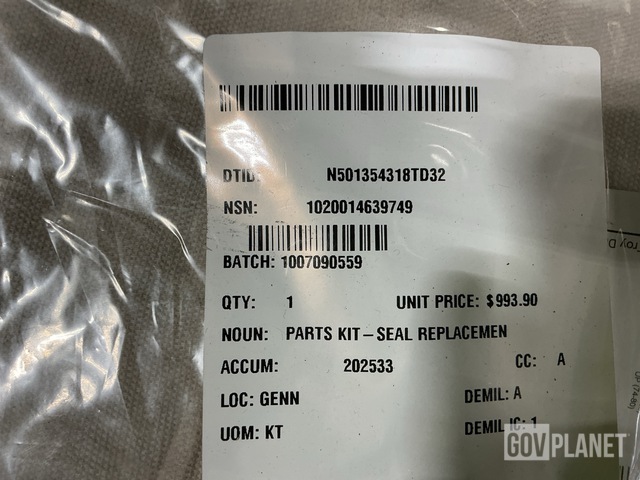 DTID: N501354318TD32
NSN: 1020014639749
BATCH: 1007090559
QTY: 1 UNIT PRICE: $993.90
NOUN: PARTS KIT-SEAL REPLACEMEN
ACCUM: 202533 CC: A
LOC: GENN DEMIL: A
UOM: KT DEMIL IC: 1
GOVPLANET